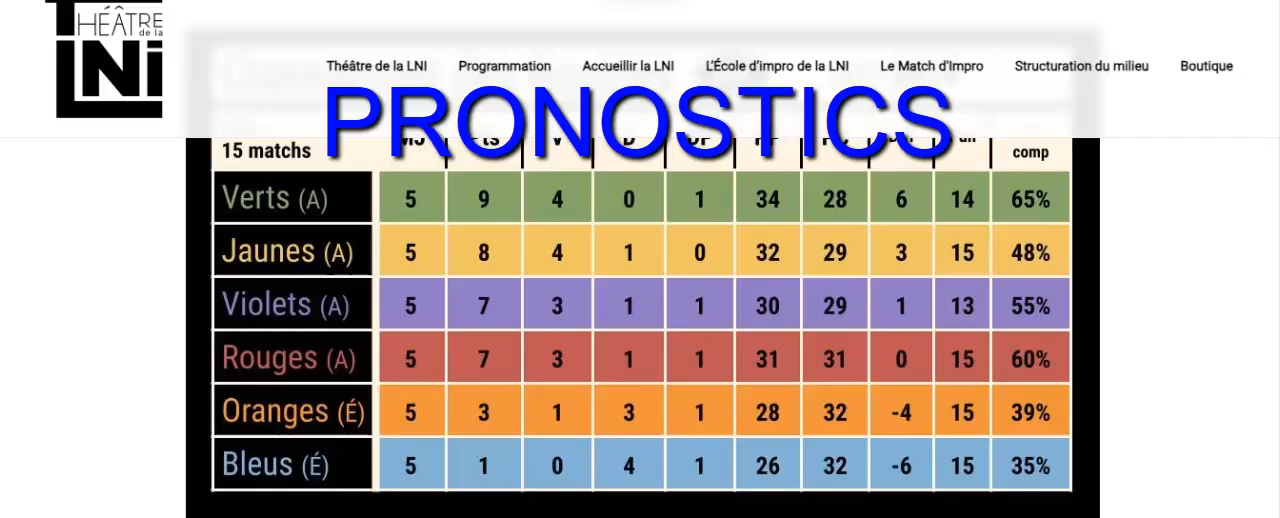 THÉÂTRE
de la
LNi
Théâtre de la LNI Programmation Accueillir la LNI L'École d'impro de la LNI Le Match d'Impro Structuration du milieu Boutique
PRONOSTICS
15 matchs comp
Verts (A) 5 9 4 0 1 34 28 6 14 65%
Jaunes (A) 5 8 4 1 0 32 29 3 15 48%
Violets (A) 5 7 3 1 1 30 29 1 13 55%
Rouges (A) 5 7 3 1 1 31 31 0 15 60%
Oranges (É) 5 3 1 3 1 28 32 -4 15 39%
Bleus (É) 5 1 0 4 1 26 32 -6 15 35%